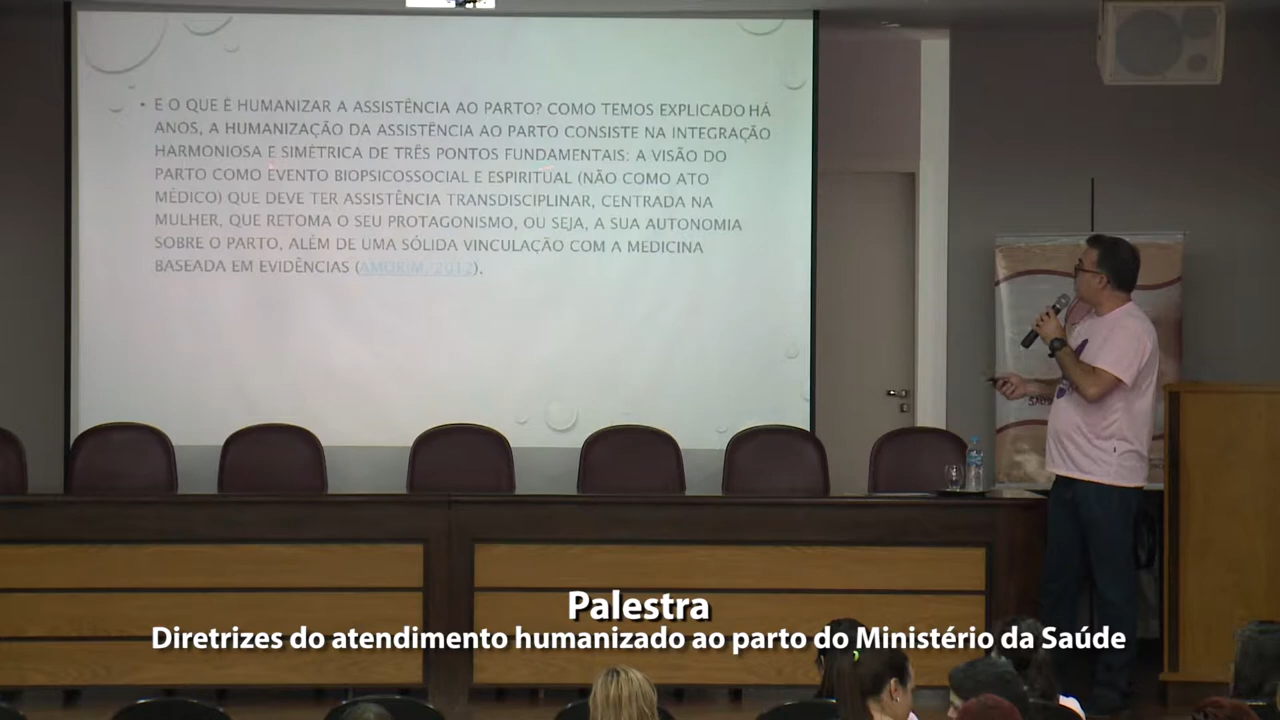 • E O QUE É HUMANIZAR A ASSISTÊNCIA AO PARTO? COMO TEMOS EXPLICADO HÁ
ANOS, A HUMANIZAÇÃO DA ASSISTÊNCIA AO PARTO CONSISTE NA INTEGRAÇÃO
HARMONIOSA E SIMÉTRICA DE TRÊS PONTOS FUNDAMENTAIS: A VISÃO DO
PARTO COMO EVENTO BIOPSICOSSOCIAL E ESPIRITUAL (NÃO COMO ATO
MÉDICO) QUE DEVE TER ASSISTÊNCIA TRANSDISCIPLINAR, CENTRADA NA
MULHER, QUE RETOMA O SEU PROTAGONISMO, OU SEJA, A SUA AUTONOMIA
SOBRE O PARTO, ALÉM DE UMA SÓLIDA VINCULAÇÃO COM A MEDICINA
BASEADA EM EVIDÊNCIAS (AMORIM, 2012).
Palestra
Diretrizes do atendimento humanizado ao parto do Ministério da Saúde